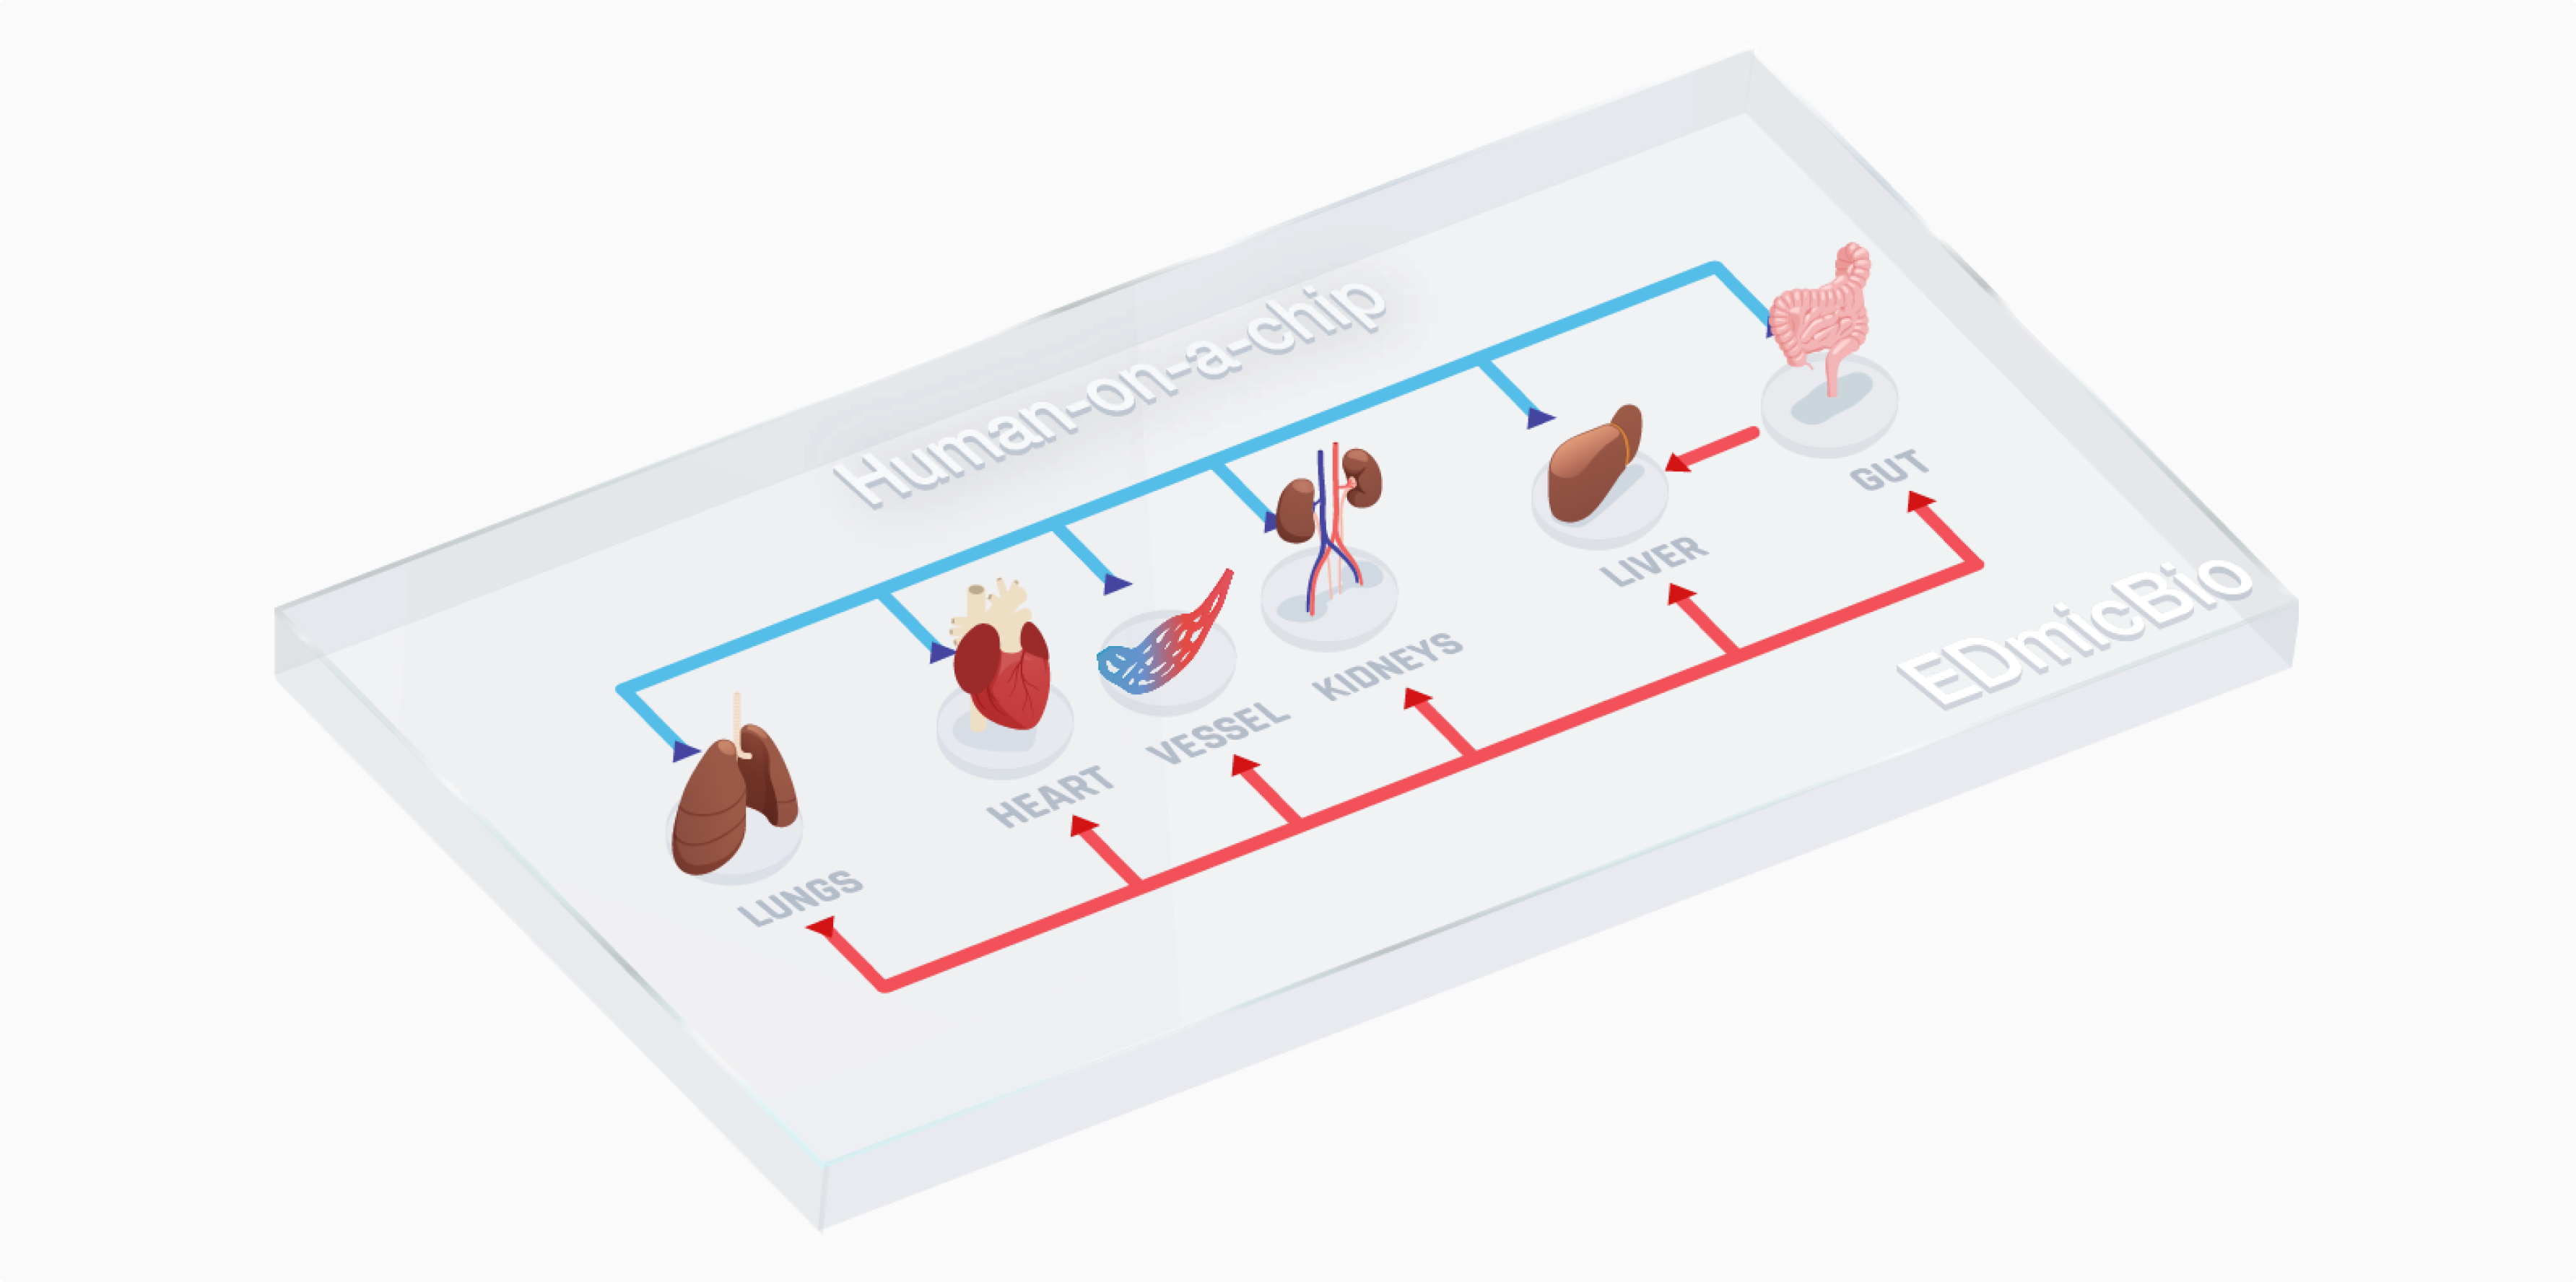 Human-on-a-chip
LUNGS
HEART
VESSEL
KIDNEYS
LIVER
GUT
EDmicBio